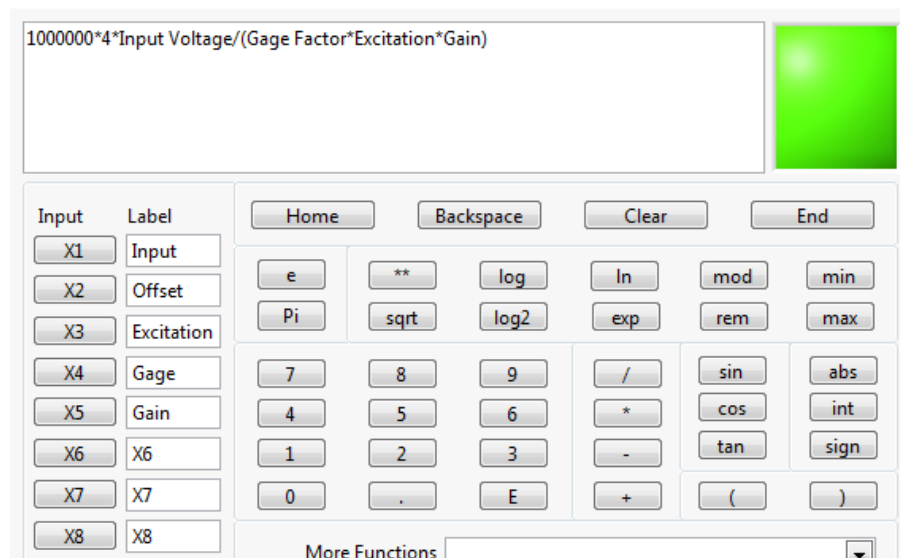 1000000*4*Input Voltage/(Gage Factor*Excitation*Gain)
Input Label Home Backspace Clear End
X1 Input
e ** log ln mod min
X2 Offset
Pi sqrt log2 exp rem max
X3 Excitation
X4 Gage 7 8 9 / sin abs
X5 Gain 4 5 6 * cos int
X6 X6 1 2 3 - tan sign
X7 X7 0 . E + ( )
X8 X8
More Functions